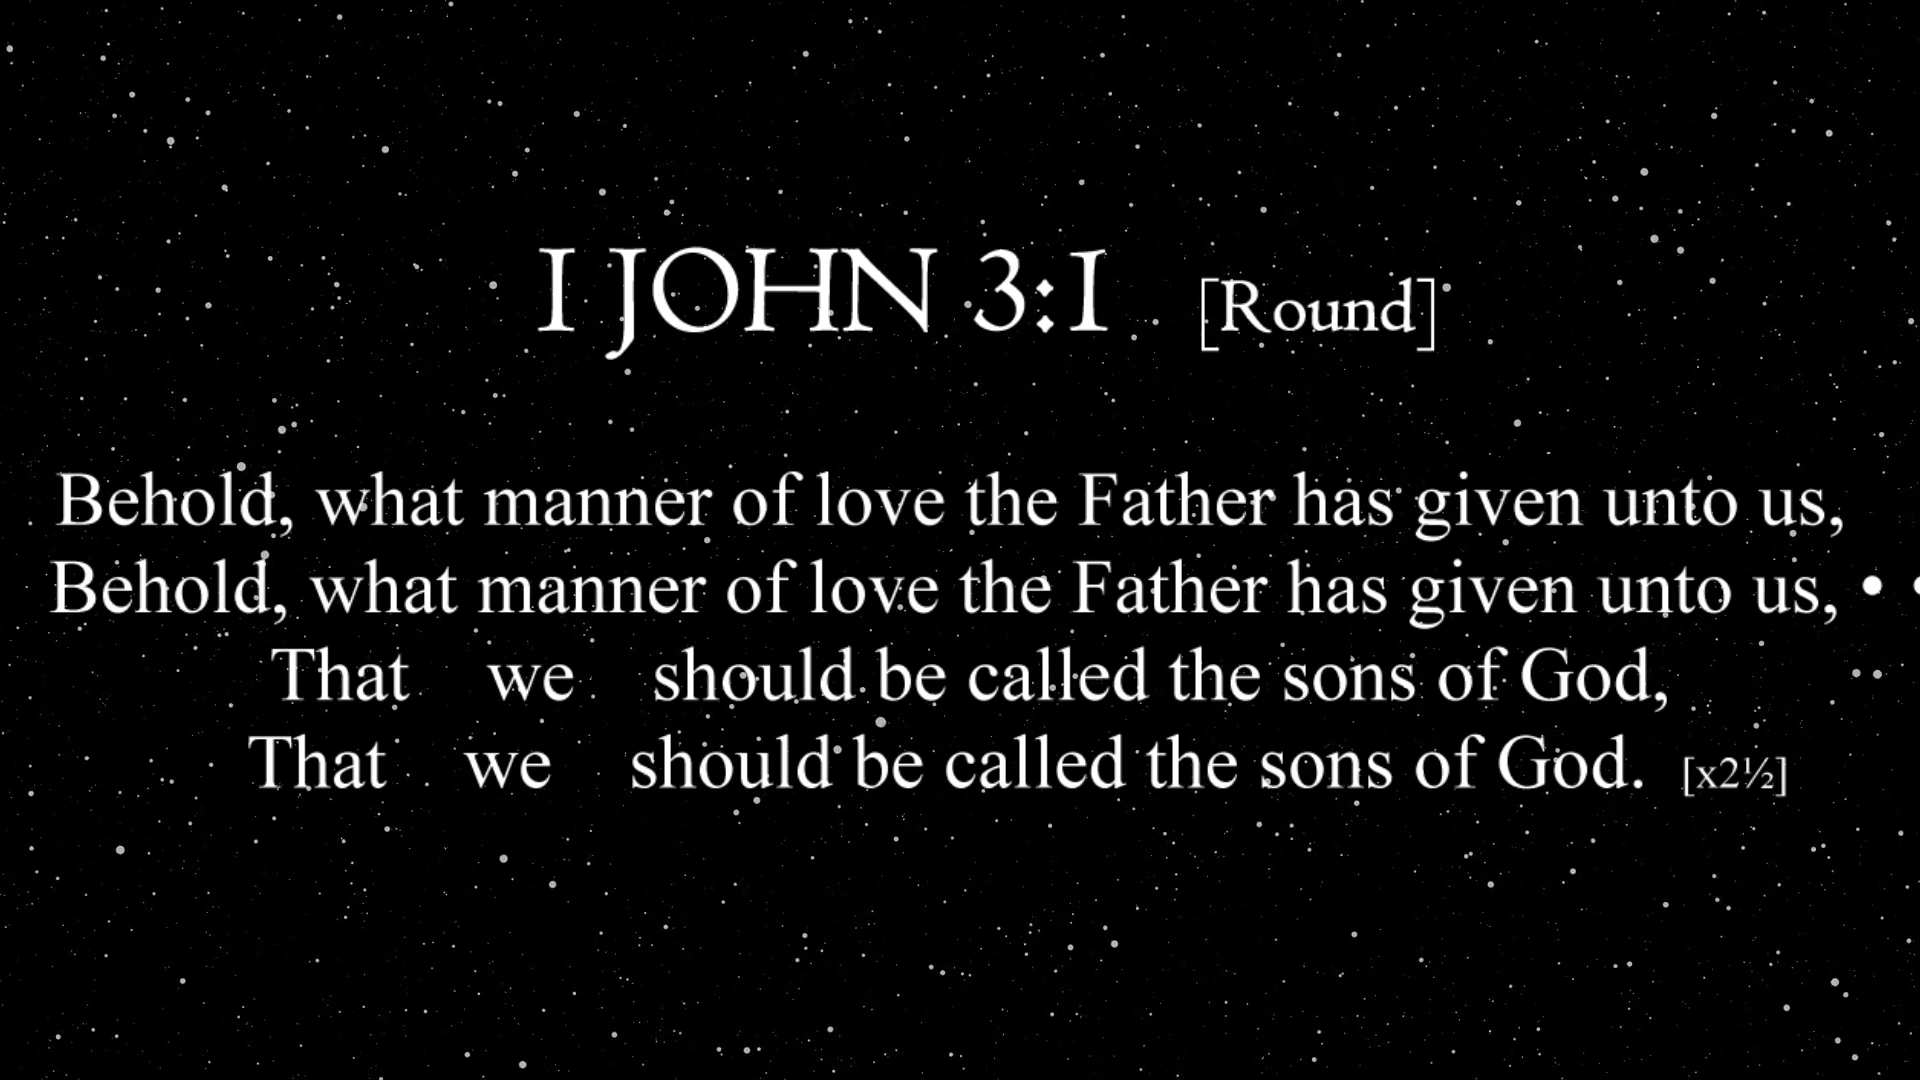 I JOHN 3:1 [Round]
Behold, what manner of love the Father has given unto us,
Behold, what manner of love the Father has given unto us, • •
That we should be called the sons of God,
That we should be called the sons of God. [x2½]